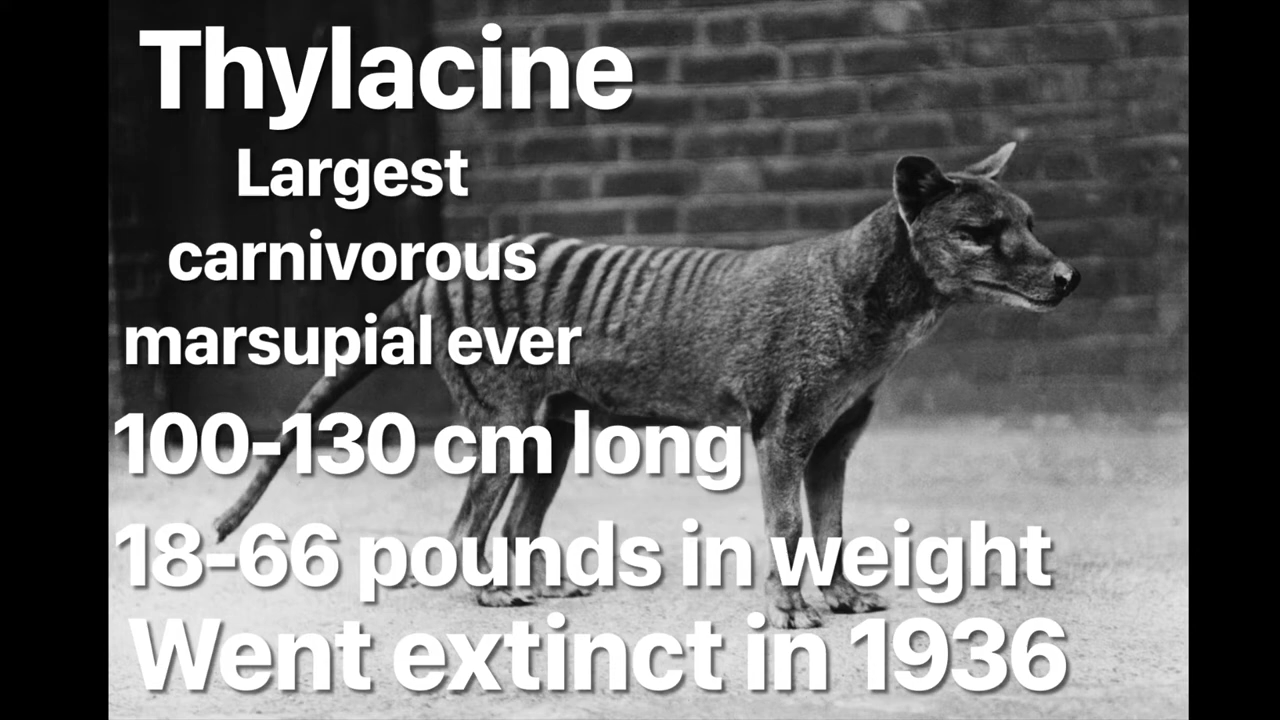 Thylacine
Largest
carnivorous
marsupial ever
100-130 cm long
18-66 pounds in weight
Went extinct in 1936